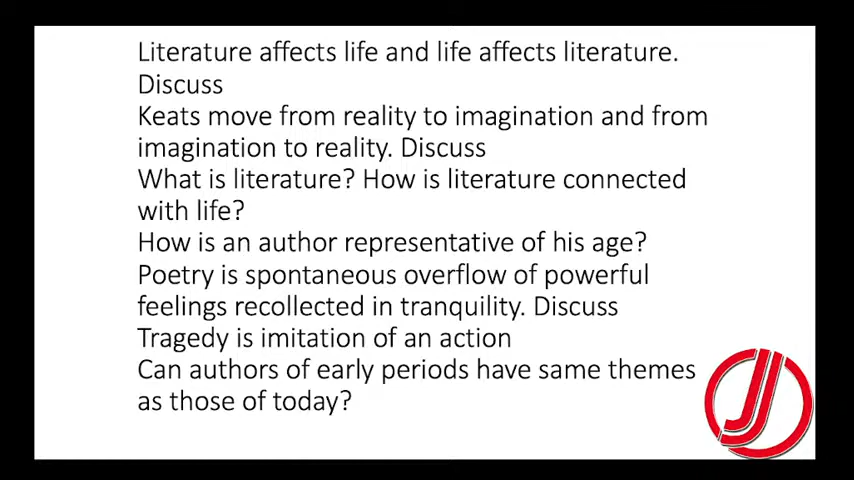 Literature affects life and life affects literature.
Discuss
Keats move from reality to imagination and from
imagination to reality. Discuss
What is literature? How is literature connected
with life?
How is an author representative of his age?
Poetry is spontaneous overflow of powerful
feelings recollected in tranquility. Discuss
Tragedy is imitation of an action
Can authors of early periods have same themes
as those of today?